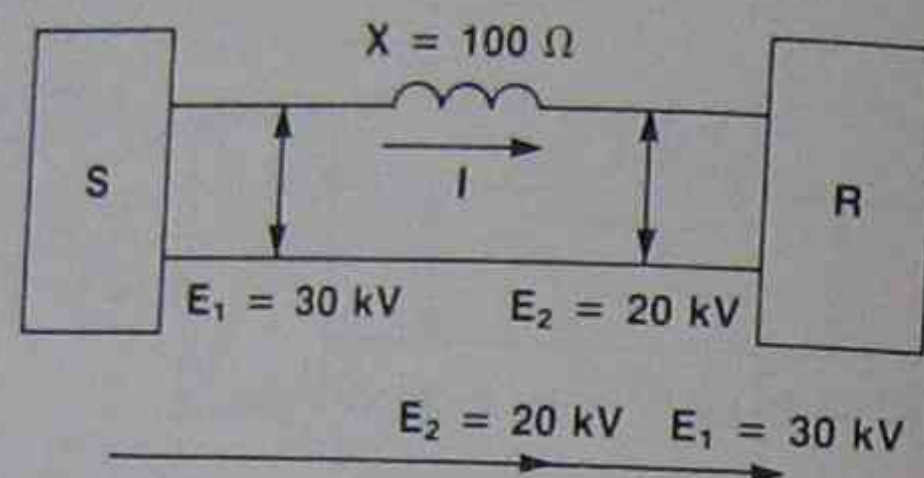 X = 100 Ω
S
I
R
E₁ = 30 kV
E₂ = 20 kV
E₂ = 20 kV
E₁ = 30 kV